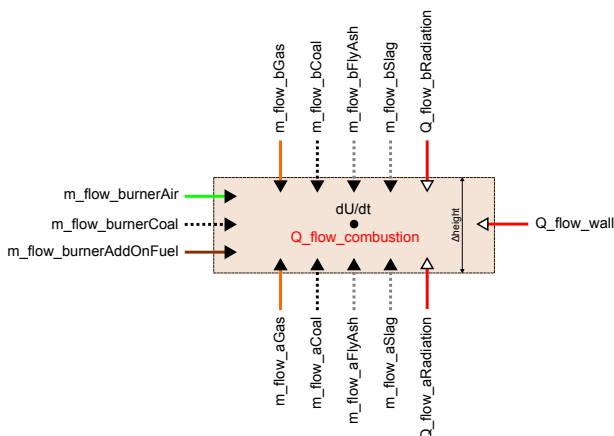 m_flow_bGas
m_flow_bCoal
m_flow_bFlyAsh
m_flow_bSlag
Q_flow_bRadiation
m_flow_burnerAir
m_flow_burnerCoal
m_flow_burnerAddOnFuel
dU/dt
Q_flow_combustion
Δheight
Q_flow_wall
m_flow_aGas
m_flow_aCoal
m_flow_aFlyAsh
m_flow_aSlag
Q_flow_aRadiation